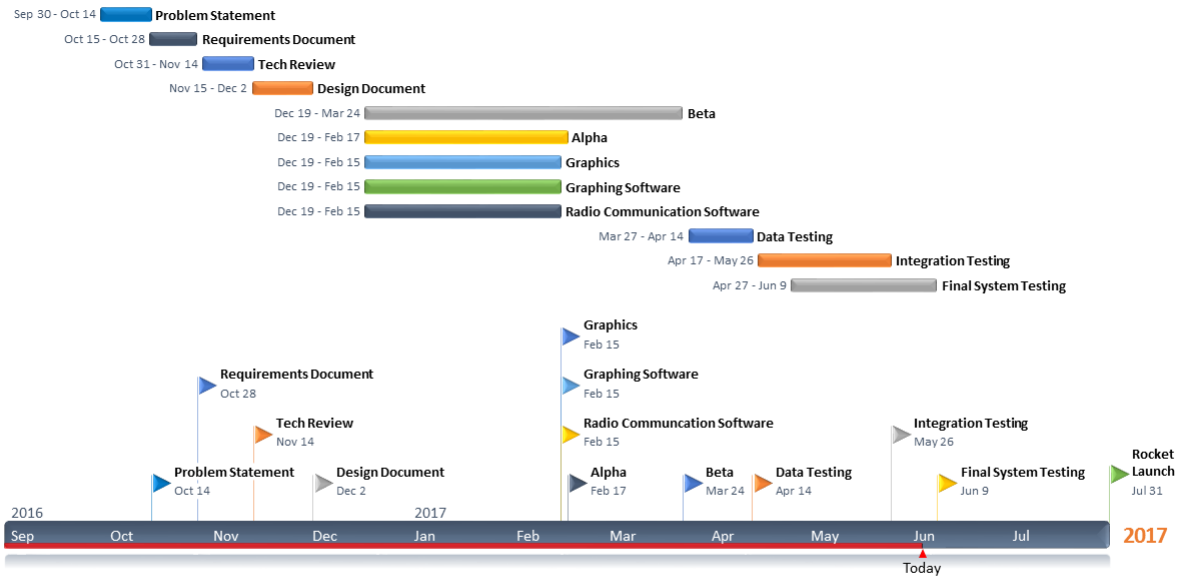 Sep 30 - Oct 14 Problem Statement
Oct 15 - Oct 28 Requirements Document
Oct 31 - Nov 14 Tech Review
Nov 15 - Dec 2 Design Document
Dec 19 - Mar 24 Beta
Dec 19 - Feb 17 Alpha
Dec 19 - Feb 15 Graphics
Dec 19 - Feb 15 Graphing Software
Dec 19 - Feb 15 Radio Communication Software
Mar 27 - Apr 14 Data Testing
Apr 17 - May 26 Integration Testing
Apr 27 - Jun 9 Final System Testing
Graphics
Feb 15
Requirements Document
Oct 28
Graphing Software
Feb 15
Tech Review
Nov 14
Radio Communcation Software
Feb 15
Integration Testing
May 26
Problem Statement
Oct 14
Design Document
Dec 2
Alpha
Feb 17
Beta
Mar 24
Data Testing
Apr 14
Final System Testing
Jun 9
Rocket
Launch
Jul 31
2016 2017
Sep Oct Nov Dec Jan Feb Mar Apr May Jun Jul 2017
Today